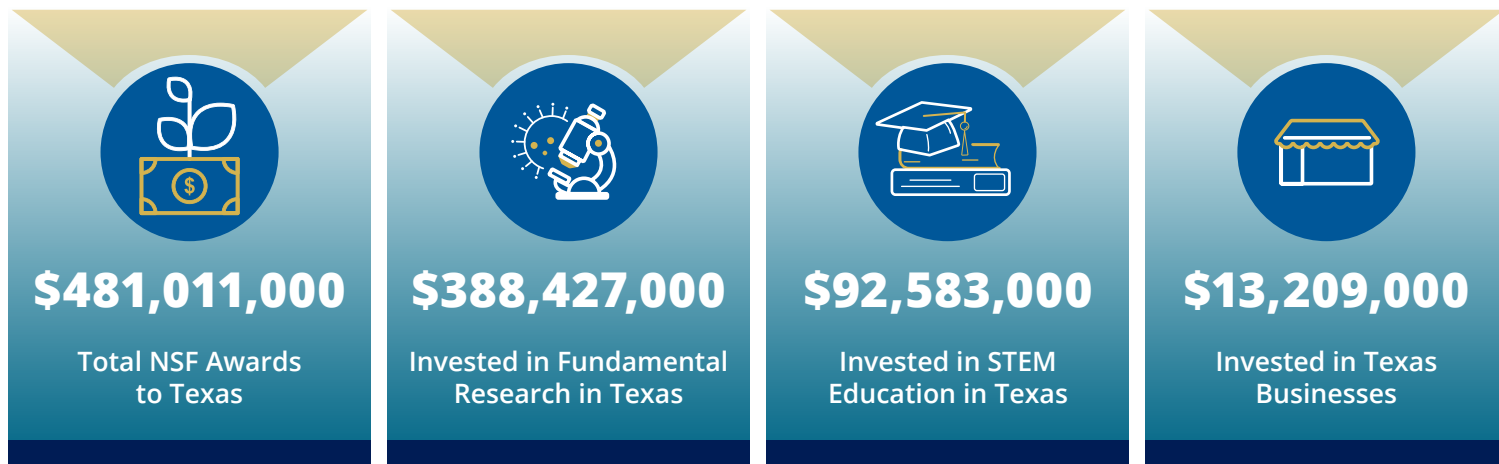 $
$481,011,000
Total NSF Awards
to Texas
$388,427,000
Invested in Fundamental
Research in Texas
$92,583,000
Invested in STEM
Education in Texas
$13,209,000
Invested in Texas
Businesses